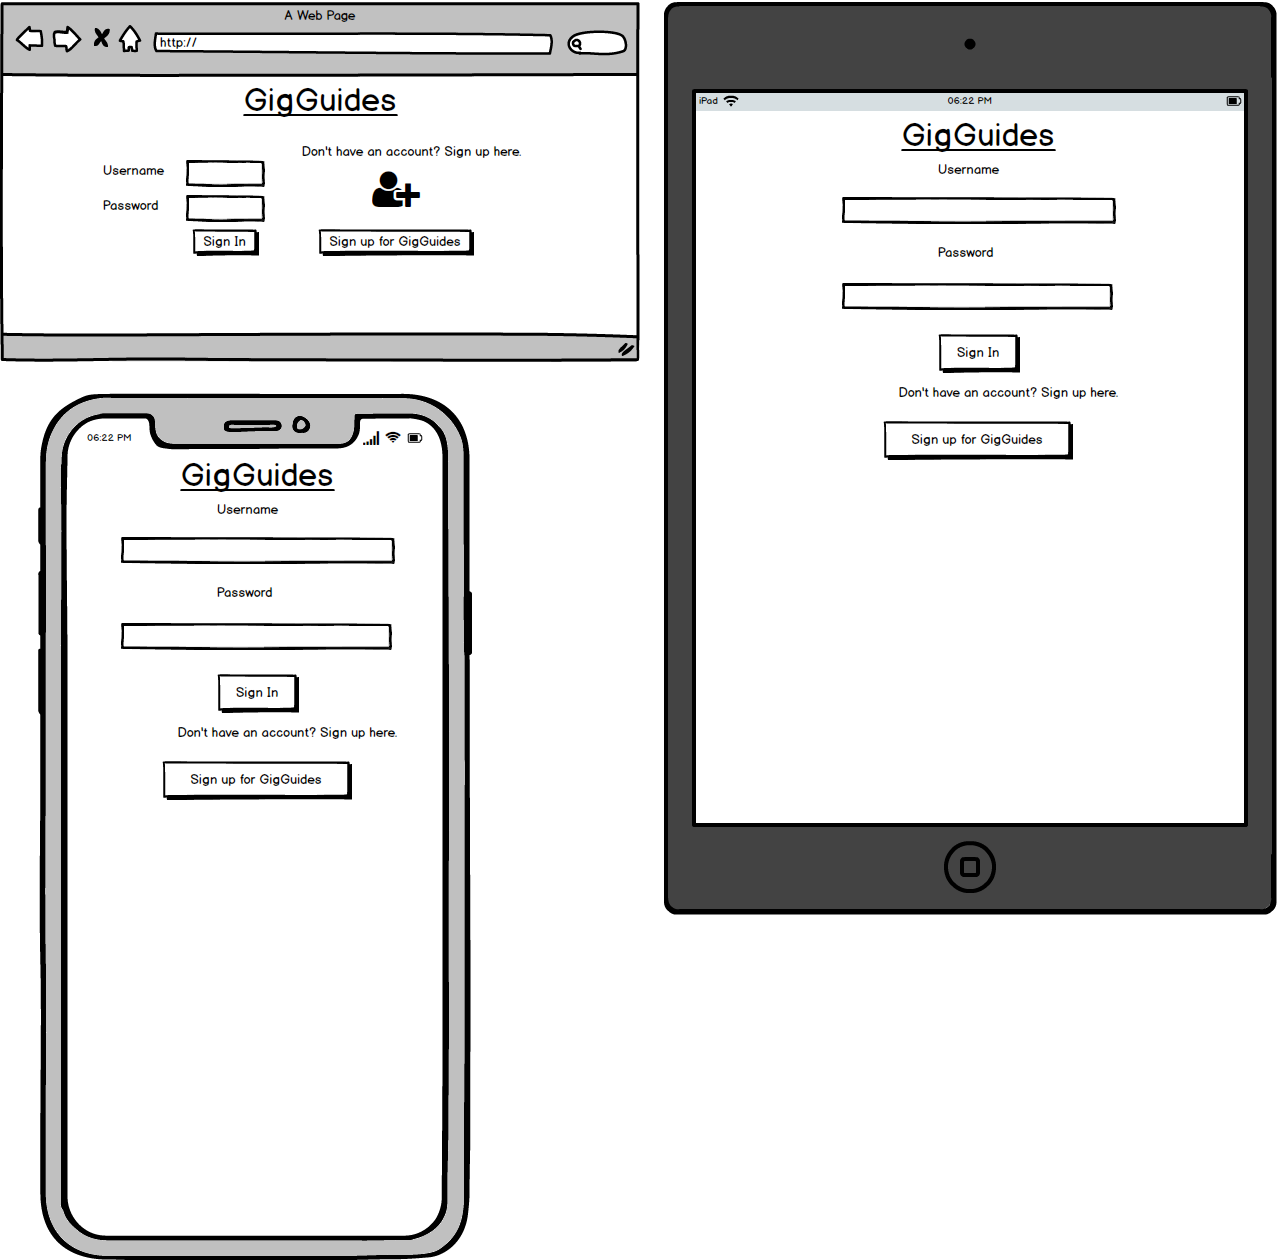 A Web Page
http://
GigGuides
Don't have an account? Sign up here.
Username
Password
Sign In
Sign up for GigGuides
iPad
06:22 PM
GigGuides
Username
Password
Sign In
Don't have an account? Sign up here.
Sign up for GigGuides
06:22 PM
GigGuides
Username
Password
Sign In
Don't have an account? Sign up here.
Sign up for GigGuides